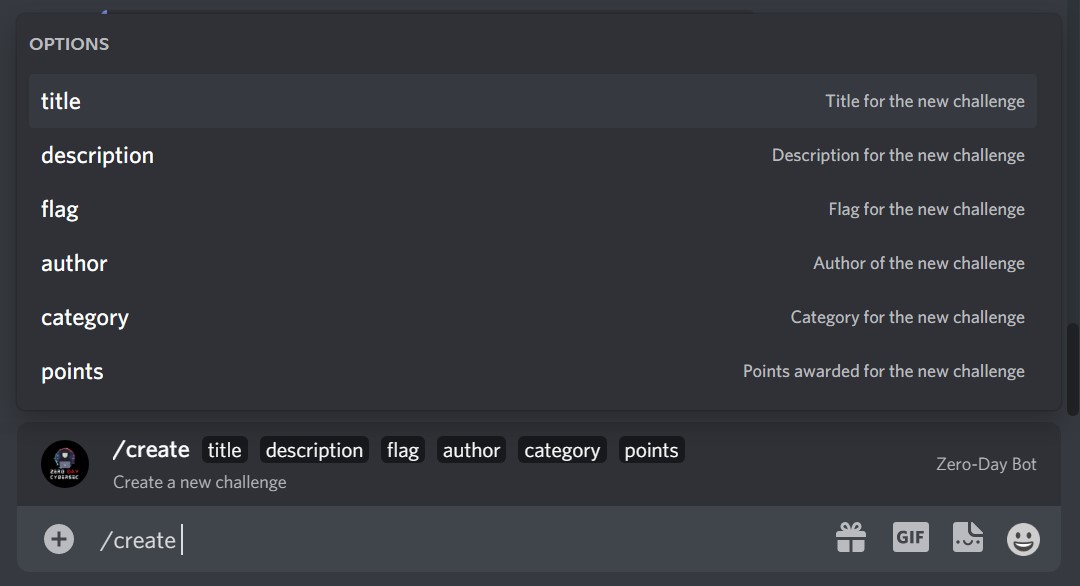 OPTIONS
title Title for the new challenge
description Description for the new challenge
flag Flag for the new challenge
author Author of the new challenge
category Category for the new challenge
points Points awarded for the new challenge
/create title description flag author category points
Zero-Day Bot
Create a new challenge
ZERO DAY
CYBERSEC
/create
GIF